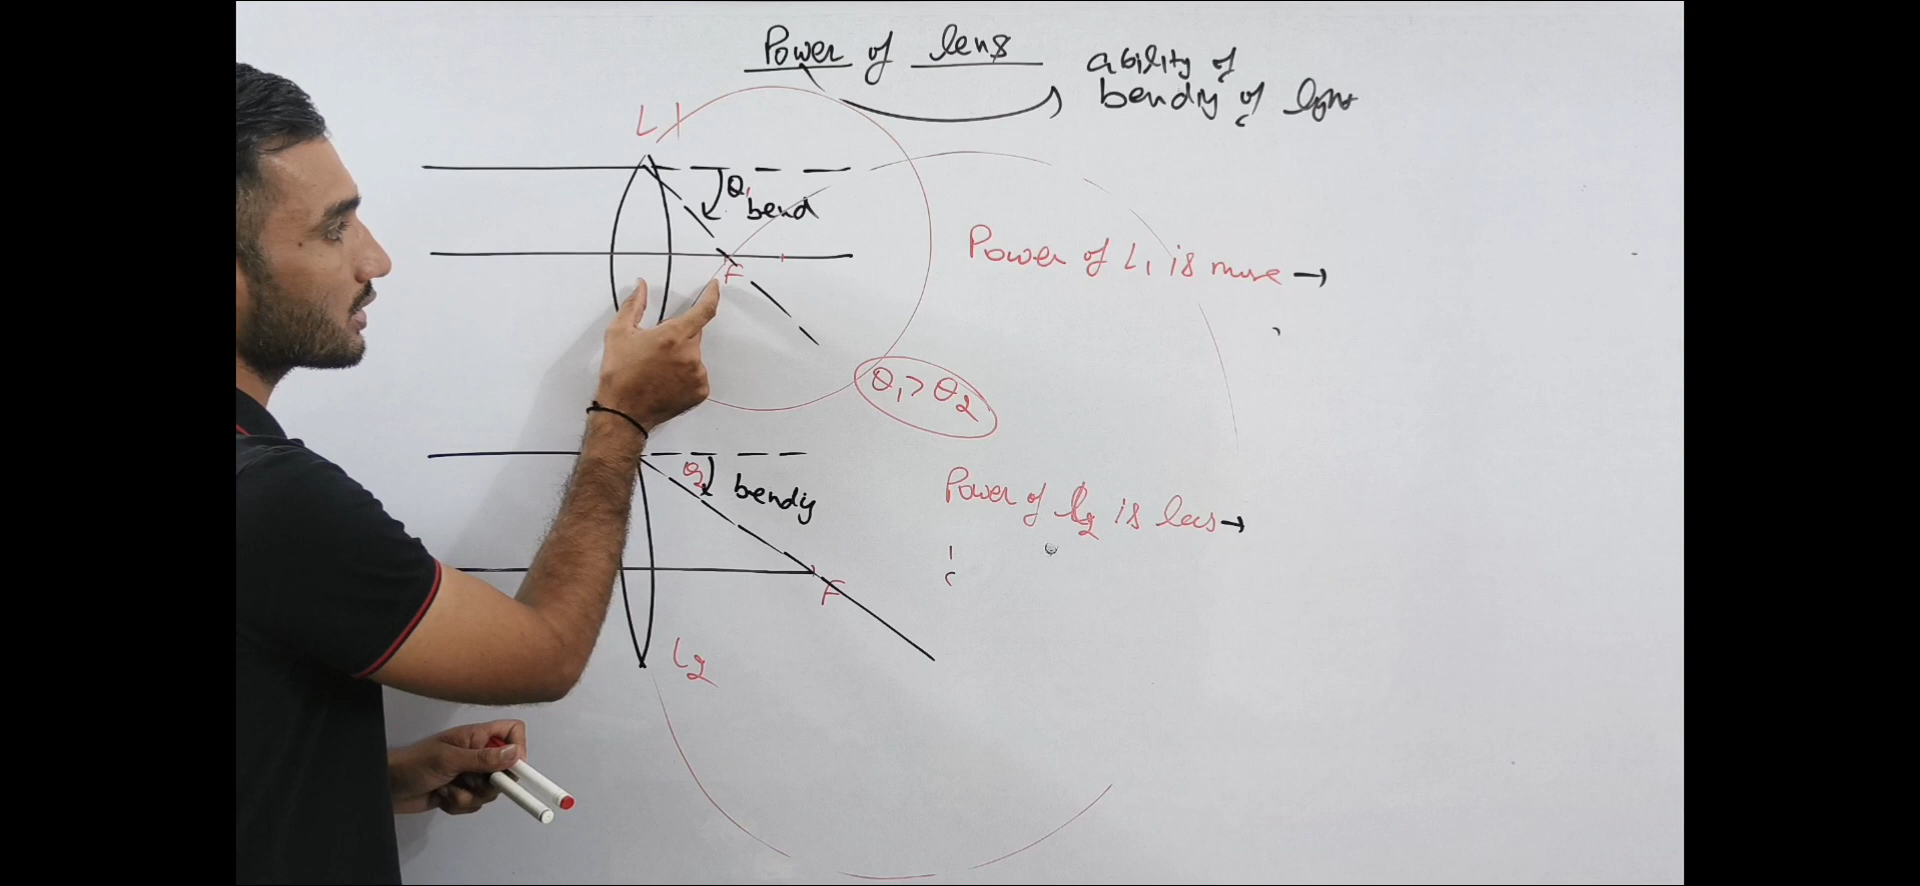 Power of lens
ability of
bending of light
L1
θ1
bend
F
Power of L1 is more →
θ1 > θ2
θ2
bending
Power of L2 is less →
F
L2